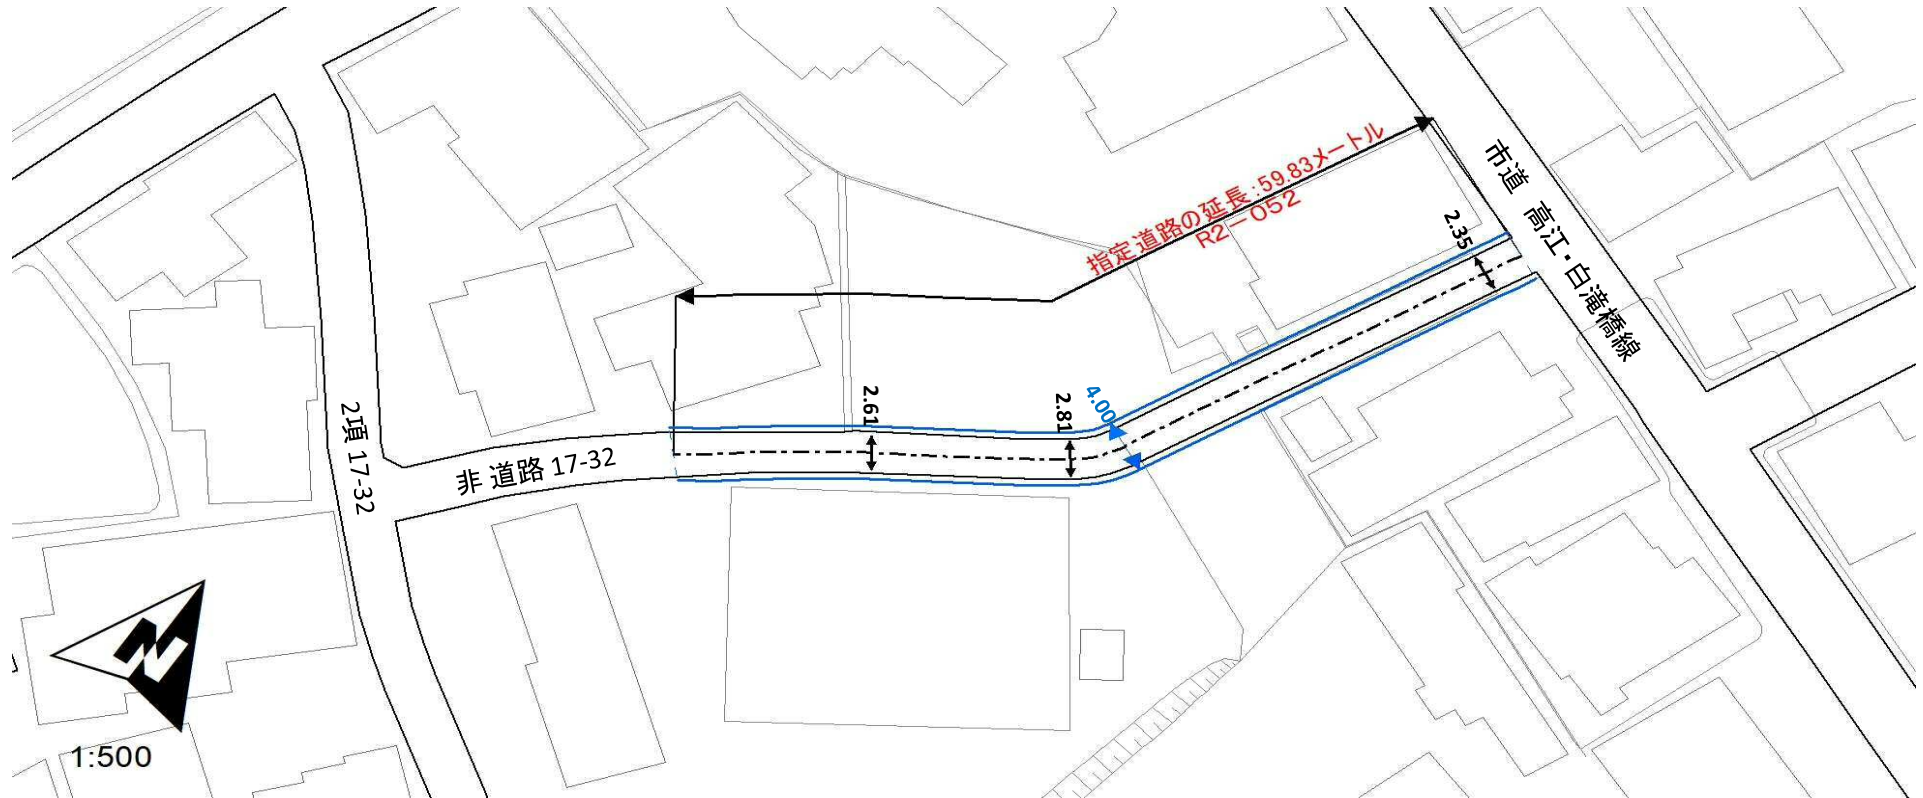 指定道路の延長:59.83メートル
R2-052
市道 高江・白滝橋線
2.35
4.00
2.61
2.81
2項 17-32
非 道路 17-32
N
1:500